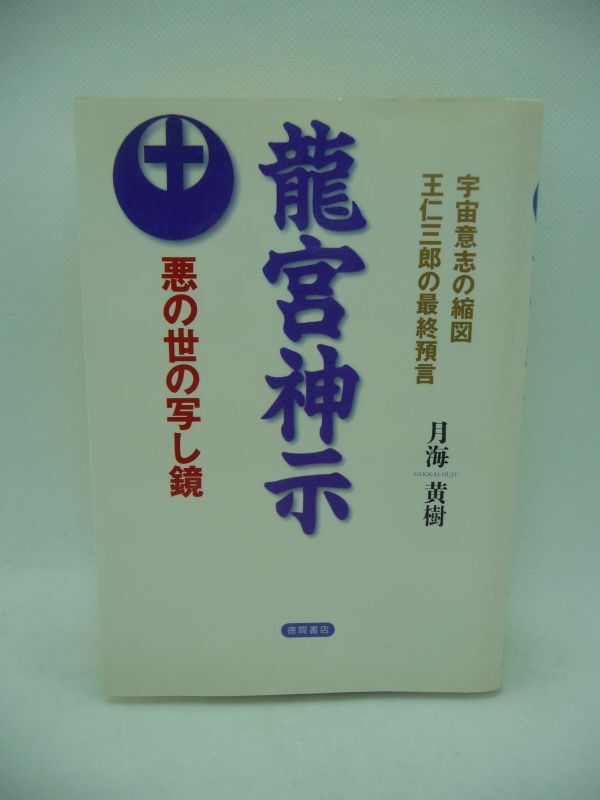 宇宙意志の縮図
王仁三郎の最終預言
月海 黄樹
GEKKAI OUJU
龍宮神示
悪の世の写し鏡
徳間書店